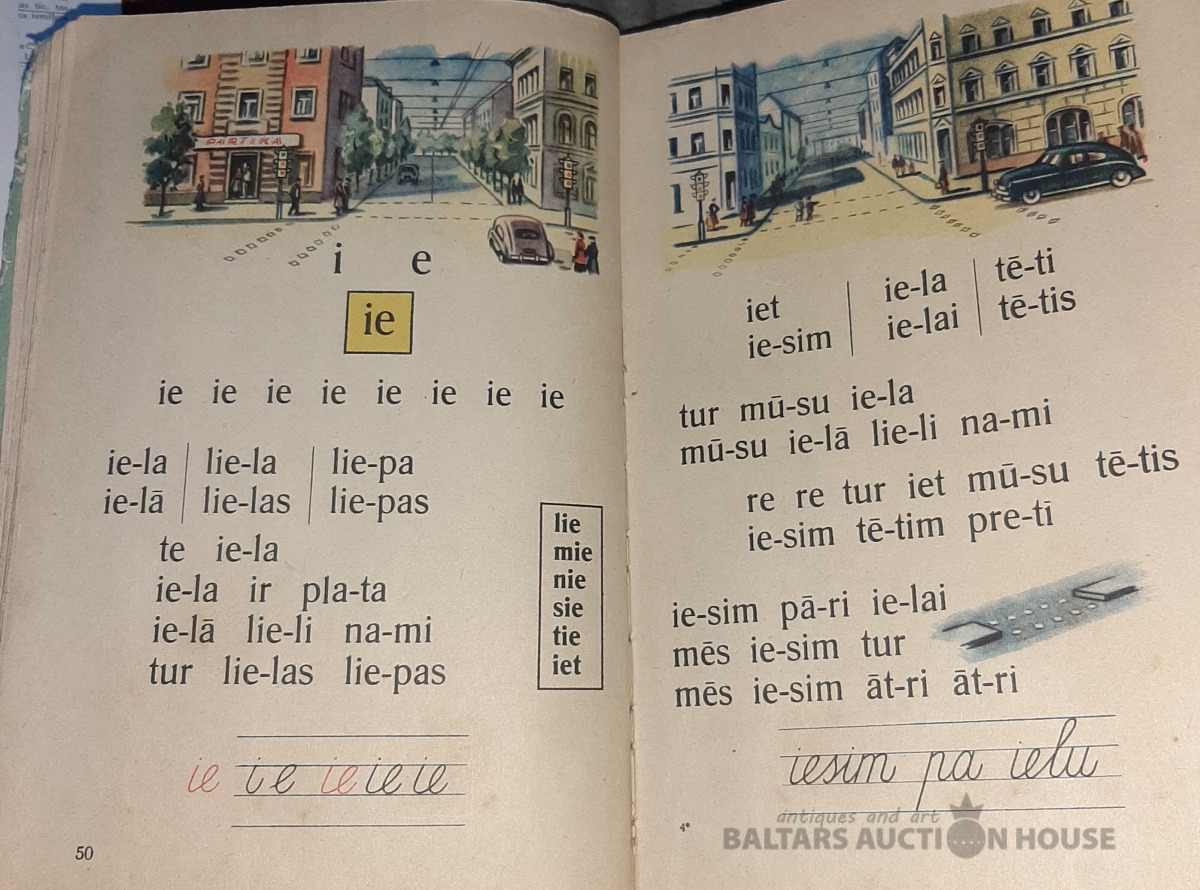 PĀRTIKA
i e
ie
ie ie ie ie ie ie ie ie
ie-la | lie-la | lie-pa
ie-lā | lie-las | lie-pas
te ie-la
ie-la ir pla-ta
ie-lā lie-li na-mi
tur lie-las lie-pas
lie
mie
nie
sie
tie
iet
ie ie ie ie ie
50
iet | ie-la | tē-ti
ie-sim | ie-lai | tē-tis
tur mū-su ie-la
mū-su ie-lā lie-li na-mi
re re tur iet mū-su tē-tis
ie-sim tē-tim pre-tī
ie-sim pā-ri ie-lai
mēs ie-sim tur
mēs ie-sim āt-ri āt-ri
iesim pa ielu
4*
antiques and art
BALTARS AUCTION HOUSE